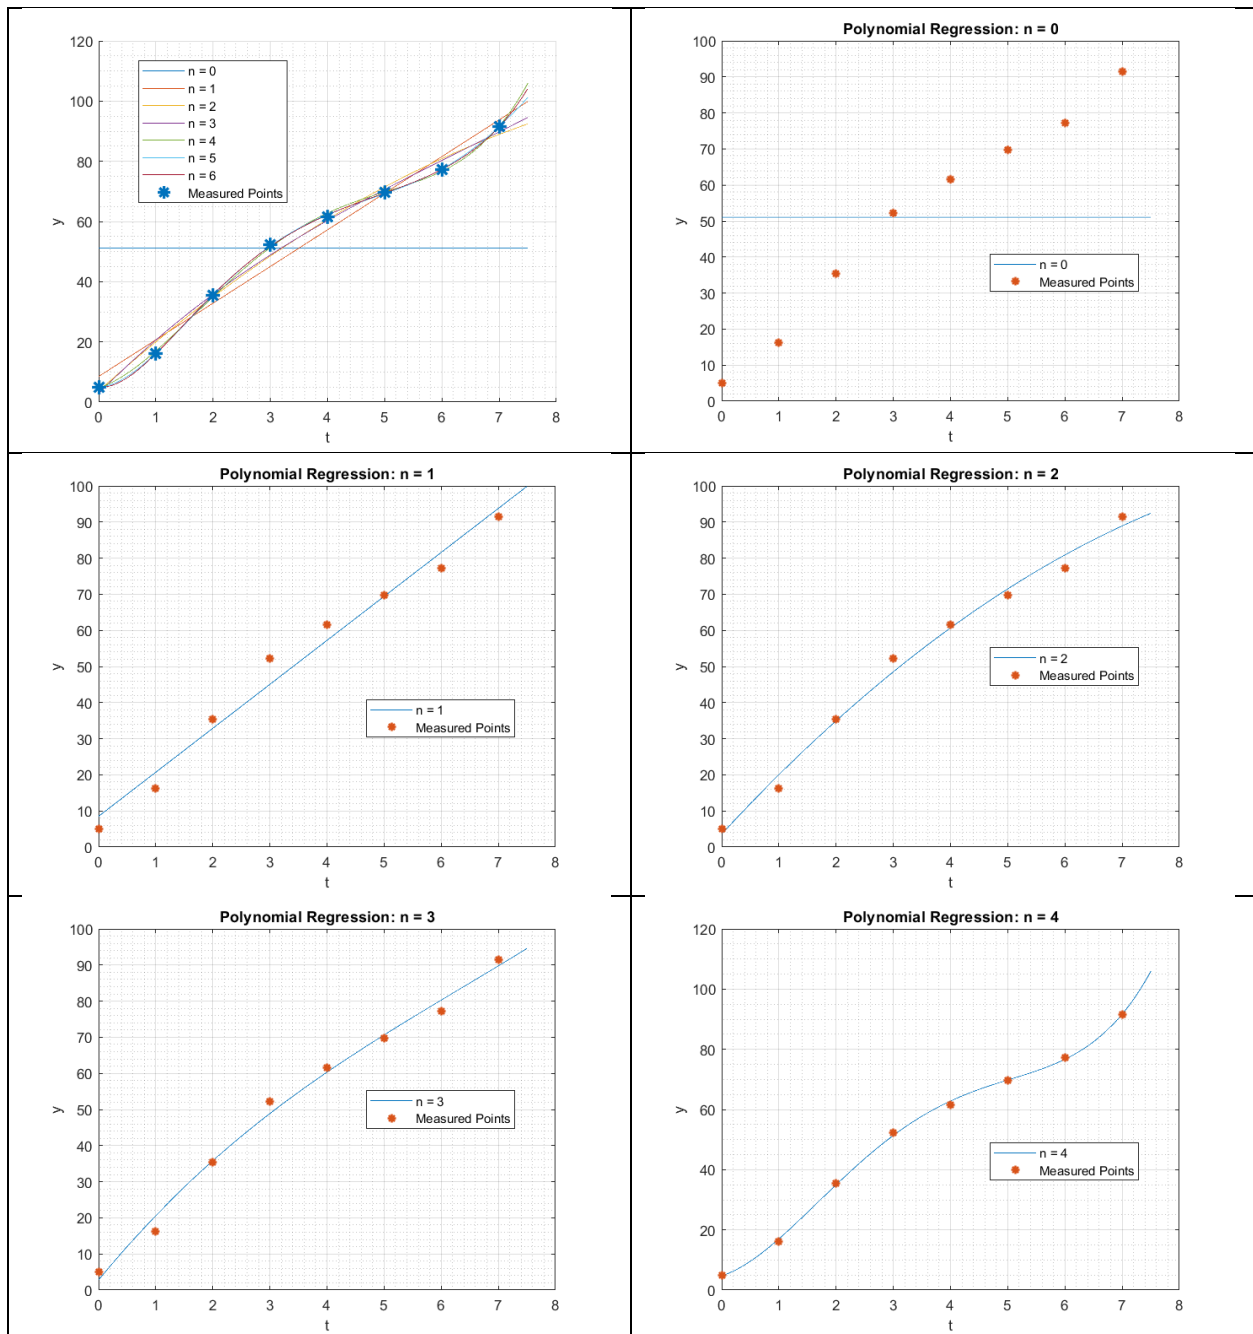 120
100
80
60
40
20
0
y
n = 0
n = 1
n = 2
n = 3
n = 4
n = 5
n = 6
Measured Points
0 1 2 3 4 5 6 7 8
t
Polynomial Regression: n = 0
100
90
80
70
60
50
40
30
20
10
0
y
n = 0
Measured Points
0 1 2 3 4 5 6 7 8
t
Polynomial Regression: n = 1
100
90
80
70
60
50
40
30
20
10
0
y
n = 1
Measured Points
0 1 2 3 4 5 6 7 8
t
Polynomial Regression: n = 2
100
90
80
70
60
50
40
30
20
10
0
y
n = 2
Measured Points
0 1 2 3 4 5 6 7 8
t
Polynomial Regression: n = 3
100
90
80
70
60
50
40
30
20
10
0
y
n = 3
Measured Points
0 1 2 3 4 5 6 7 8
t
Polynomial Regression: n = 4
120
100
80
60
40
20
0
y
n = 4
Measured Points
0 1 2 3 4 5 6 7 8
t